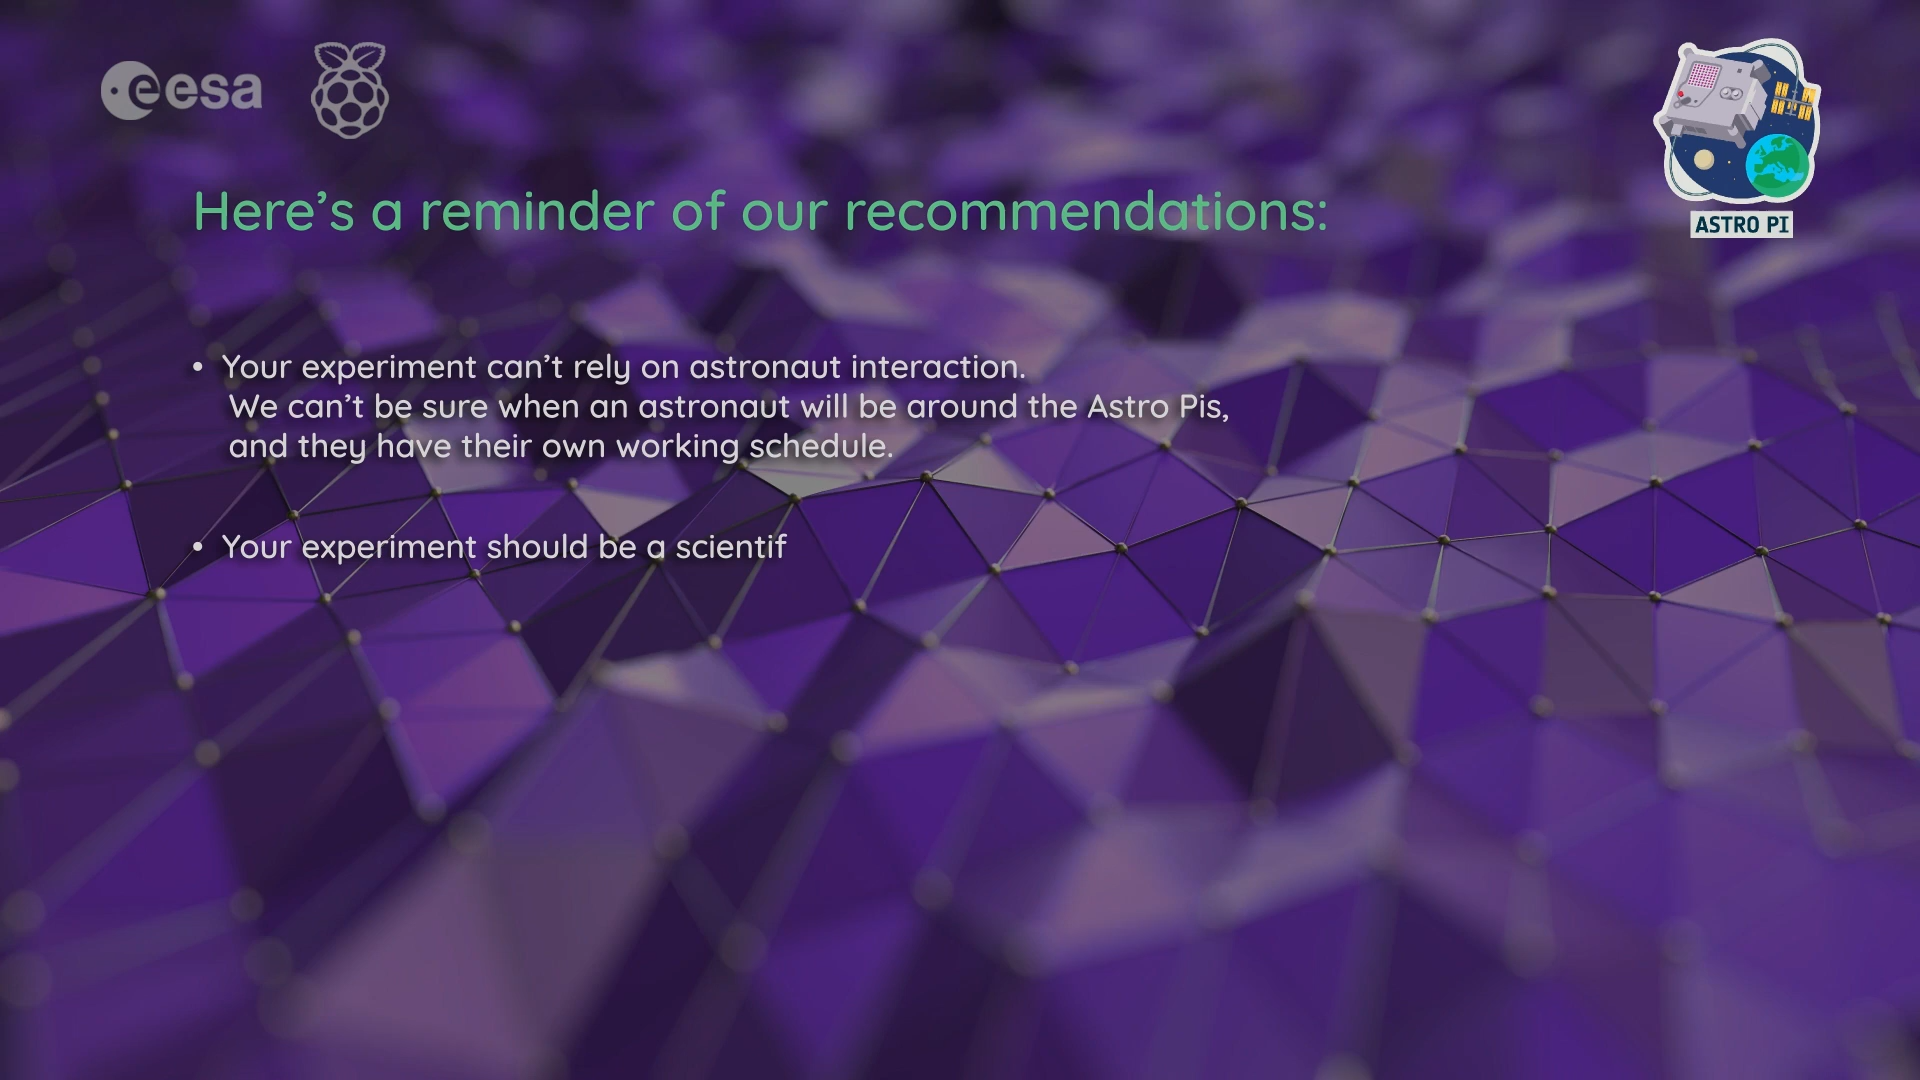 esa
ASTRO PI
Here’s a reminder of our recommendations:
• Your experiment can’t rely on astronaut interaction.
We can’t be sure when an astronaut will be around the Astro Pis,
and they have their own working schedule.
• Your experiment should be a scientif